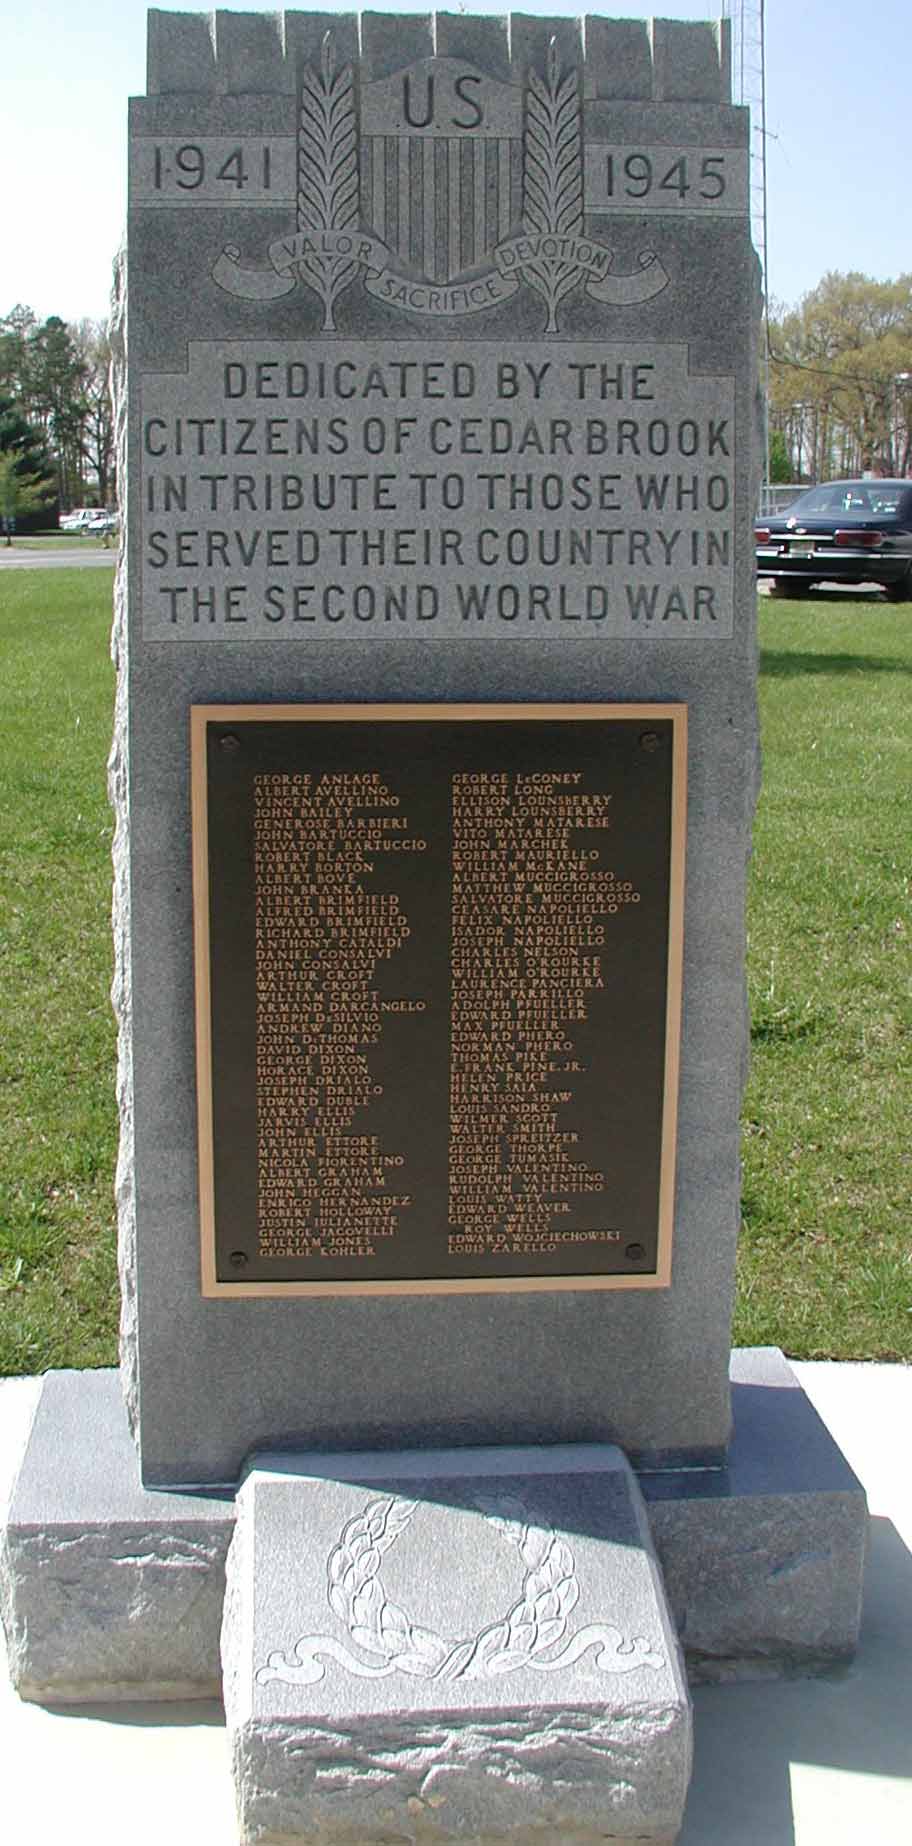 U.S.
1941
1945
VALOR
SACRIFICE
DEVOTION
DEDICATED BY THE
CITIZENS OF CEDAR BROOK
IN TRIBUTE TO THOSE WHO
SERVED THEIR COUNTRY IN
THE SECOND WORLD WAR
GEORGE ANLAGE
ALBERT AVELLINO
VINCENT AVELLINO
JOHN BAILEY
GENEROSE BARBIERI
JOHN BARTUCCIO
SALVATORE BARTUCCIO
ROBERT BLACK
HARRY BORTON
ALBERT BOVE
JOHN BRANKA
ALBERT BRIMFIELD
ALFRED BRIMFIELD
EDWARD BRIMFIELD
RICHARD BRIMFIELD
ANTHONY CATALDI
DANIEL CONSALVI
JOHN CONSALVI
ARTHUR CROFT
WALTER CROFT
WILLIAM CROFT
ARMAND DARCANGELO
JOSEPH DeSILVIO
ANDREW DIANO
JOHN DeTHOMAS
DAVID DIXON
GEORGE DIXON
HORACE DIXON
JOSEPH DRIALO
STEPHEN DRIALO
EDWARD DUBLE
HARRY ELLIS
JARVIS ELLIS
JOHN ELLIS
ARTHUR ETTORE
MARTIN ETTORE
NICOLA FIORENTINO
ALBERT GRAHAM
EDWARD GRAHAM
JOHN HEGGAN
ENRICO HERNANDEZ
ROBERT HOLLOWAY
JUSTIN IULIANETTE
GEORGE JACOVELLI
WILLIAM JONES
GEORGE KOHLER
GEORGE LeCONEY
ROBERT LONG
ELLISON LOUNSBERRY
HARRY LOUNSBERRY
ANTHONY MATARESE
VITO MATARESE
JOHN MARCHEK
ROBERT MAURIELLO
WILLIAM McKANE
ALBERT MUCCIGROSSO
MATTHEW MUCCIGROSSO
SALVATORE MUCCIGROSSO
CEASARE NAPOLIELLO
FELIX NAPOLIELLO
ISADOR NAPOLIELLO
JOSEPH NAPOLIELLO
CHARLES NELSON
CHARLES O'ROURKE
WILLIAM O'ROURKE
LAURENCE PANCIERA
JOSEPH PARRILLO
ADOLPH PFUELLER
EDWARD PFUELLER
MAX PFUELLER
EDWARD PHERO
NORMAN PHERO
THOMAS PIKE
E. FRANK PINE, JR.
HELEN PRICE
HENRY SAIA
HARRISON SHAW
LOUIS SANDRO
WILMER SCOTT
WALTER SMITH
JOSEPH SPREITZER
GEORGE THORPE
GEORGE TUMASIK
JOSEPH VALENTINO
RUDOLPH VALENTINO
WILLIAM VALENTINO
LOUIS WATTY
EDWARD WEAVER
GEORGE WELLS
ROY WELLS
EDWARD WOJCIECHOWSKI
LOUIS ZARELLO